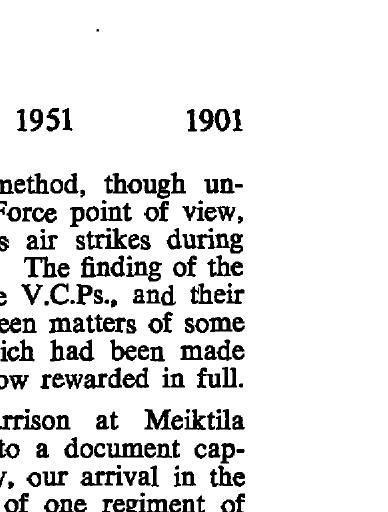 1951 1901
method, though un-
Force point of view,
s air strikes during
The finding of the
e V.C.Ps., and their
een matters of some
ich had been made
ow rewarded in full.
rrison at Meiktila
to a document cap-
y, our arrival in the
of one regiment of